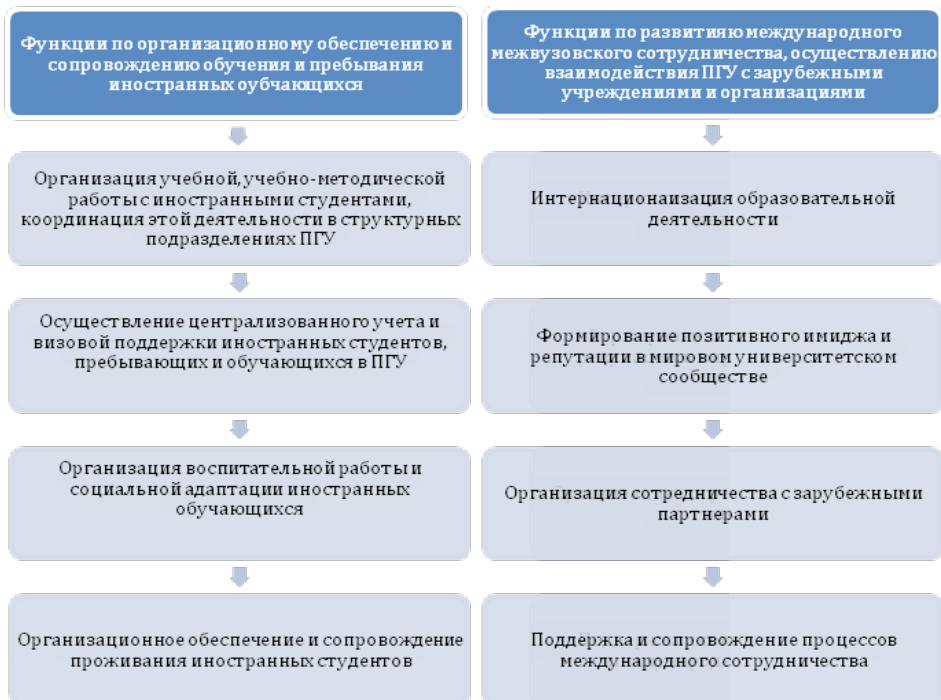 Функции по организационному обеспечению и
сопровождению обучения и пребывания
иностранных оубчающихся
Организация учебной, учебно-методической
работы с иностранными студентами,
координация этой деятельности в структурных
подразделениях ПГУ
Осуществление централизованного учета и
визовой поддержки иностранных студентов,
пребывающих и обучающихся в ПГУ
Организация воспитательной работы и
социальной адаптации иностранных
обучающихся
Организационное обеспечение и сопровождение
проживания иностранных студентов
Функции по развитияю международного
межвузовского сотрудничества, осуществлению
взаимодействия ПГУ с зарубежными
учреждениями и организациями
Интернационаизация образовательной
деятельности
Формирование позитивного имиджа и
репутации в мировом университетском
сообществе
Организация сотредничества с зарубежными
партнерами
Поддержка и сопровождение процессов
международного сотрудничества